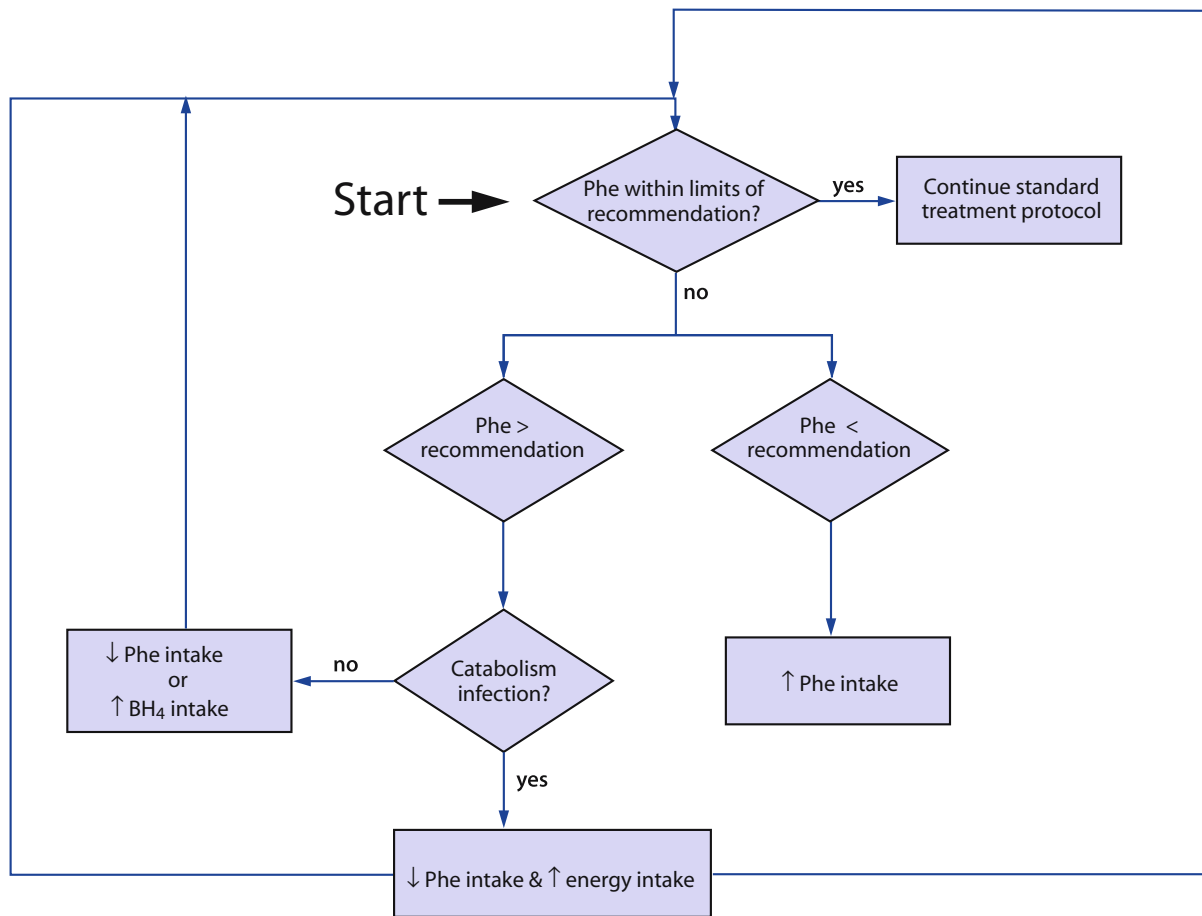 Start
Phe within limits of
recommendation?
yes
Continue standard
treatment protocol
no
Phe >
recommendation
Phe <
recommendation
↓ Phe intake
or
↑ BH₄ intake
no
Catabolism
infection?
↑ Phe intake
yes
↓ Phe intake & ↑ energy intake